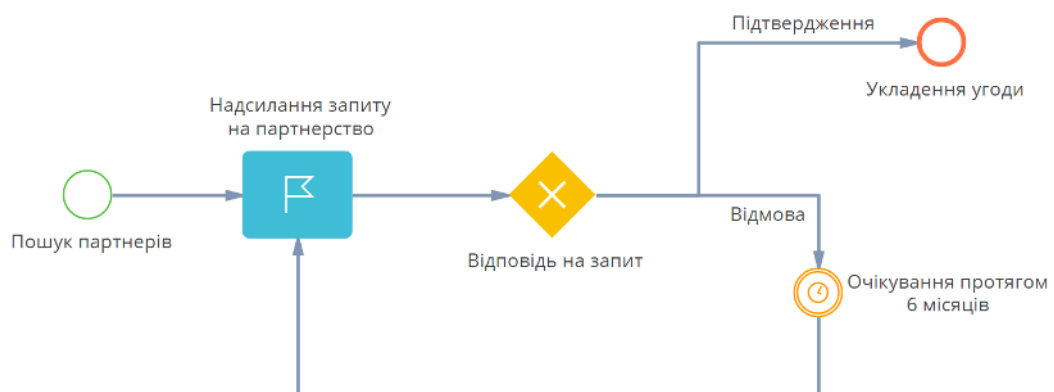 Підтвердження
Укладення угоди
Надсилання запиту
на партнерство
Пошук партнерів
Відповідь на запит
Відмова
Очікування протягом
6 місяців